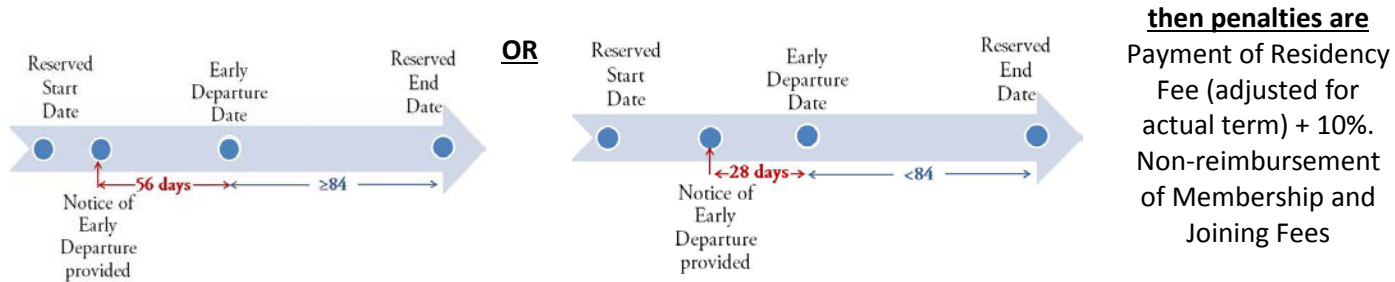 Reserved
Start
Date
Early
Departure
Date
Reserved
End
Date
56 days
≥84
Notice of
Early
Departure
provided
OR
Reserved
Start
Date
Early
Departure
Date
Reserved
End
Date
28 days
<84
Notice of
Early
Departure
provided
then penalties are
Payment of Residency
Fee (adjusted for
actual term) + 10%.
Non-reimbursement
of Membership and
Joining Fees